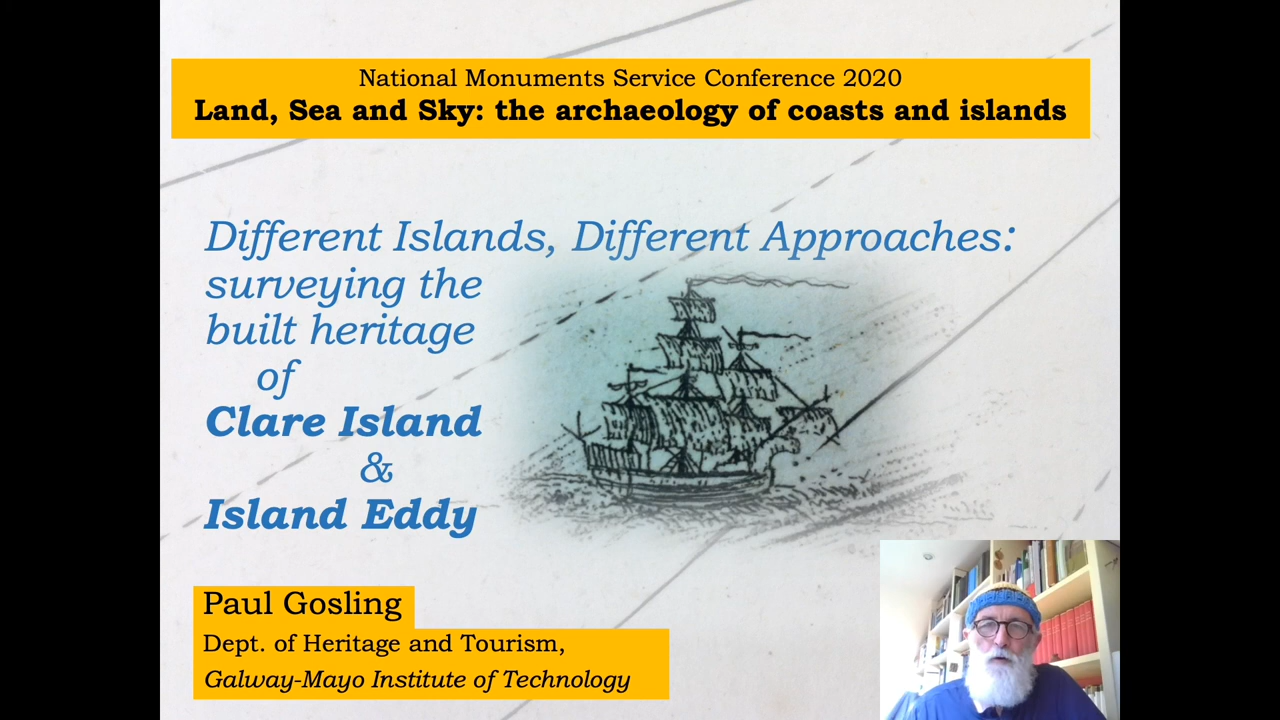 National Monuments Service Conference 2020
Land, Sea and Sky: the archaeology of coasts and islands
Different Islands, Different Approaches:
surveying the
built heritage
of
Clare Island
&
Island Eddy
Paul Gosling
Dept. of Heritage and Tourism,
Galway-Mayo Institute of Technology